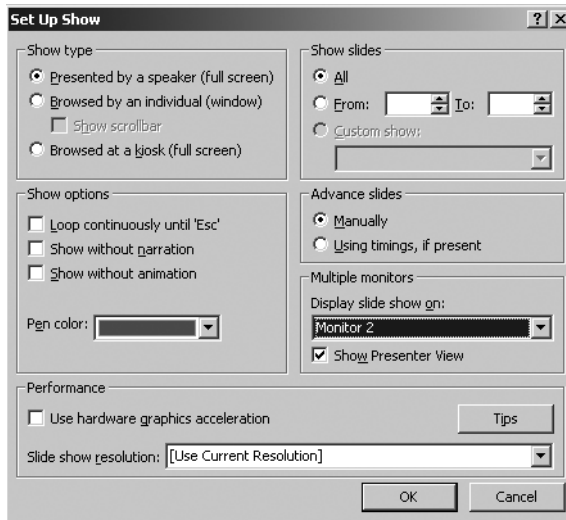 Set Up Show
Show type
Presented by a speaker (full screen)
Browsed by an individual (window)
Show scrollbar
Browsed at a kiosk (full screen)
Show slides
All
From: To:
Custom show:
Show options
Loop continuously until 'Esc'
Show without narration
Show without animation
Pen color:
Advance slides
Manually
Using timings, if present
Multiple monitors
Display slide show on:
Monitor 2
Show Presenter View
Performance
Use hardware graphics acceleration
Tips
Slide show resolution: [Use Current Resolution]
OK Cancel